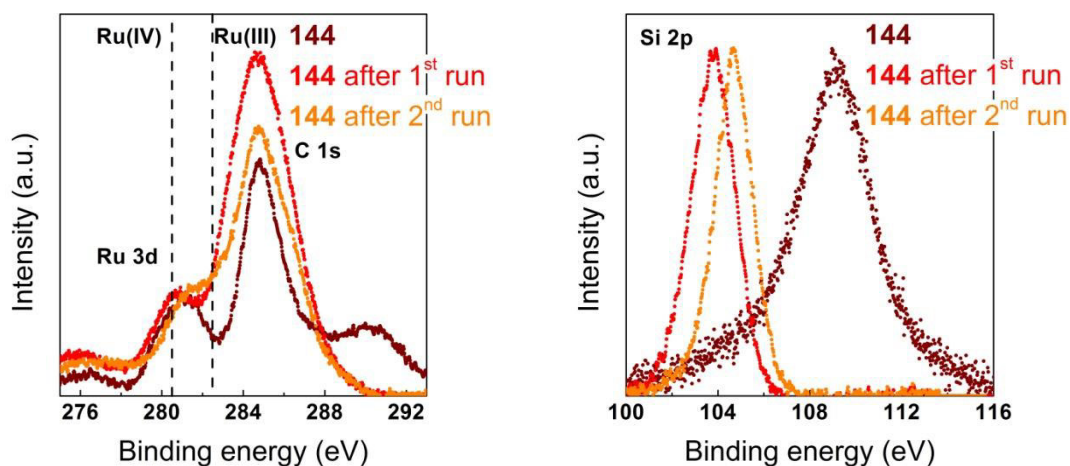 Ru(IV) Ru(III) 144
144 after 1st run
144 after 2nd run
C 1s
Ru 3d
Intensity (a.u.)
276 280 284 288 292
Binding energy (eV)
Si 2p 144
144 after 1st run
144 after 2nd run
Intensity (a.u.)
100 104 108 112 116
Binding energy (eV)